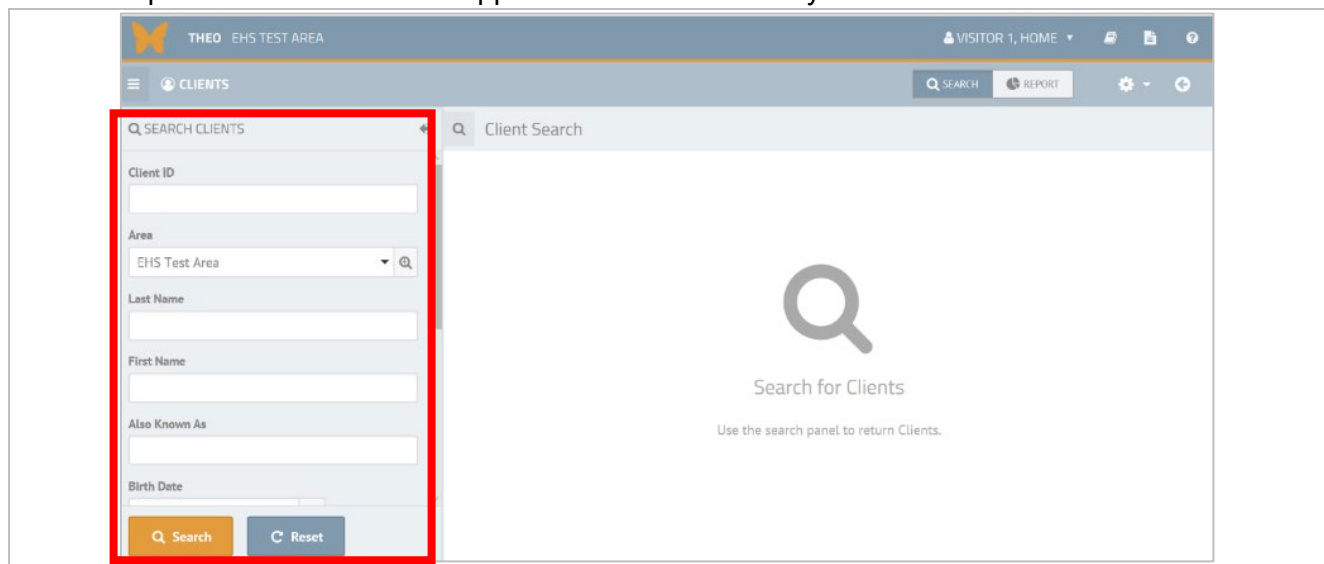 THEO EHS TEST AREA
VISITOR 1, HOME
CLIENTS
SEARCH
REPORT
SEARCH CLIENTS
Client Search
Client ID
Area
EHS Test Area
Last Name
First Name
Also Known As
Birth Date
Search
Reset
Search for Clients
Use the search panel to return Clients.